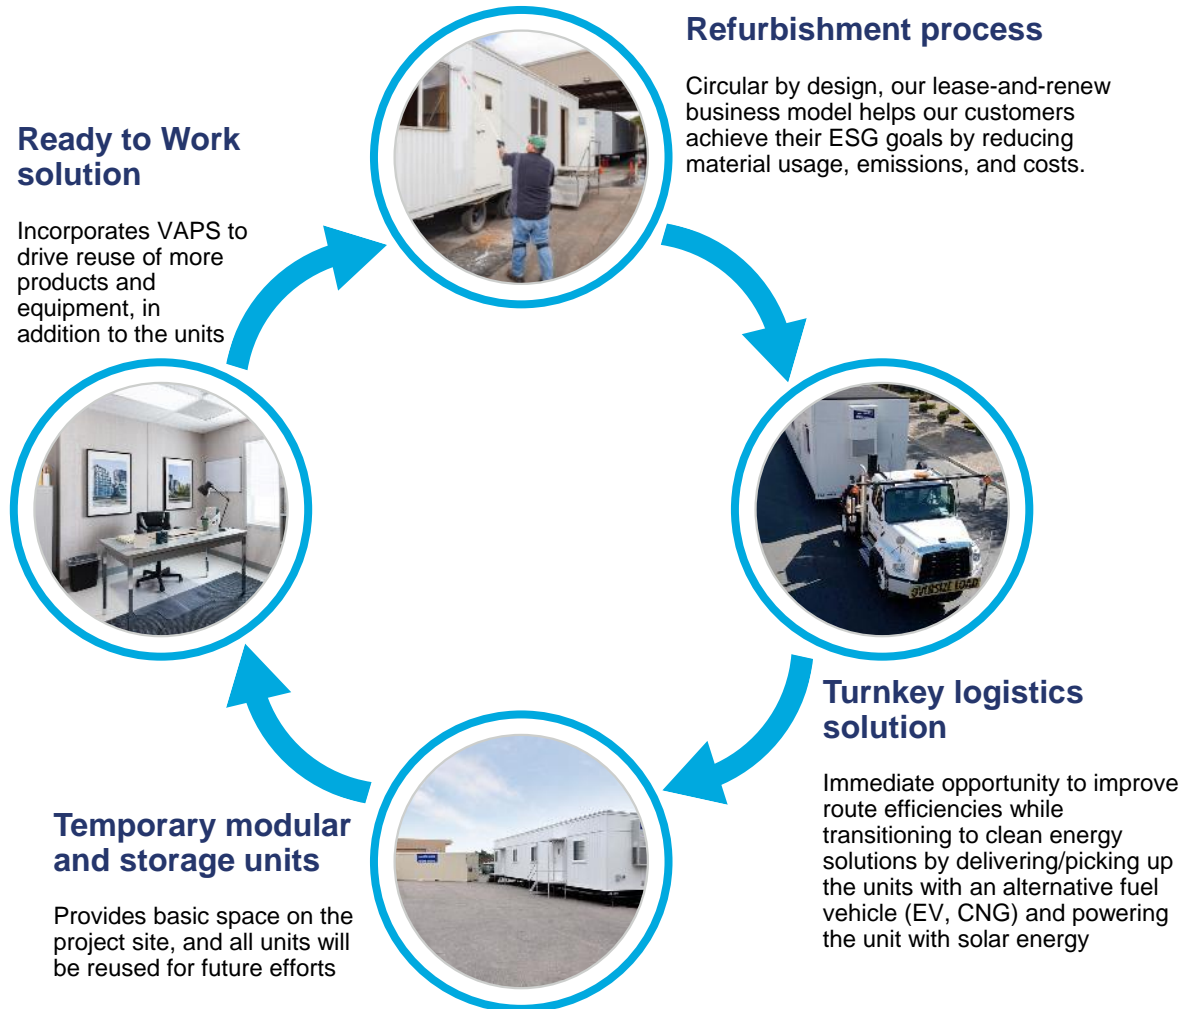 Refurbishment process
Circular by design, our lease-and-renew
business model helps our customers
achieve their ESG goals by reducing
material usage, emissions, and costs.
Ready to Work
solution
Incorporates VAPS to
drive reuse of more
products and
equipment, in
addition to the units
OVERSIZE LOAD
Turnkey logistics
solution
Immediate opportunity to improve
route efficiencies while
transitioning to clean energy
solutions by delivering/picking up
the units with an alternative fuel
vehicle (EV, CNG) and powering
the unit with solar energy
Temporary modular
and storage units
Provides basic space on the
project site, and all units will
be reused for future efforts